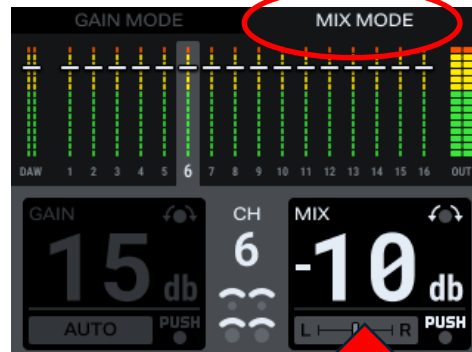 GAIN MODE MIX MODE
DAW 1 2 3 4 5 6 7 8 9 10 11 12 13 14 15 16 OUT
GAIN CH MIX
15 db 6 -10 db
AUTO PUSH L R PUSH